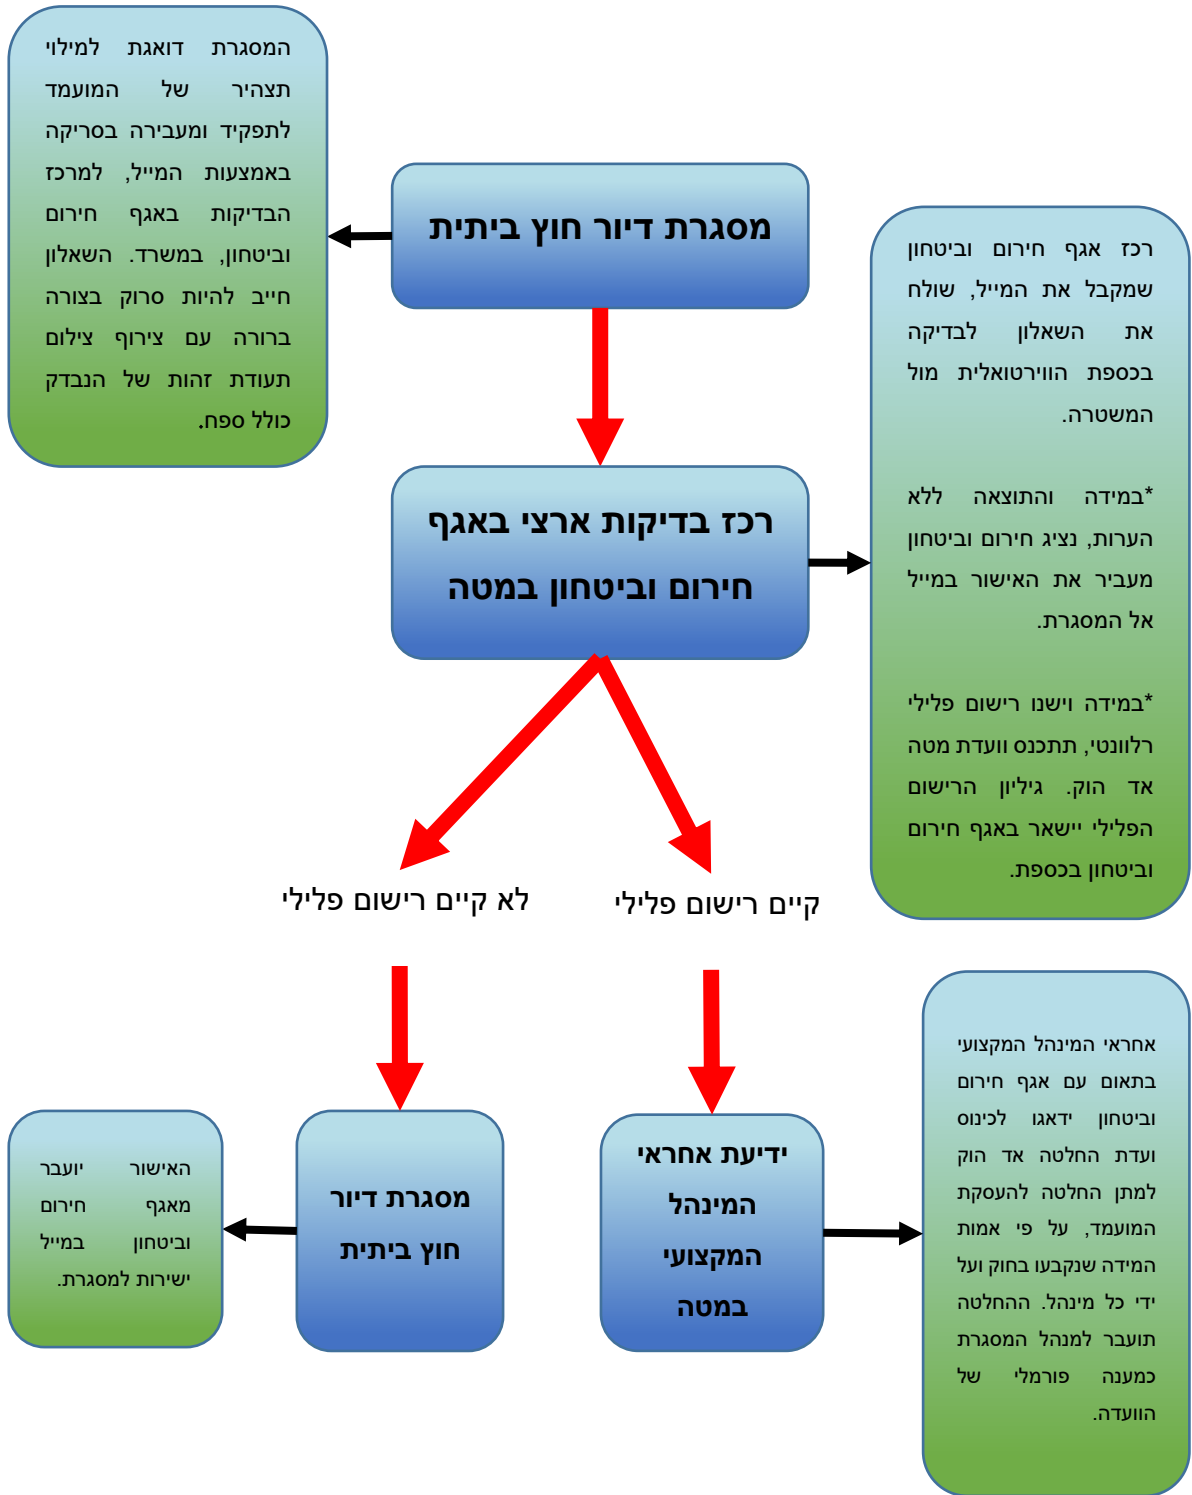 המסגרת דואגת למילוי
תצהיר של המועמד
לתפקיד ומעבירה בסריקה
באמצעות המייל, למרכז
הבדיקות באגף חירום
וביטחון, במשרד. השאלון
חייב להיות סרוק בצורה
ברורה עם צירוף צילום
תעודת זהות של הנבדק
כולל ספח.
מסגרת דיור חוץ ביתית
רכז אגף חירום וביטחון
שמקבל את המייל, שולח
את השאלון לבדיקה
בכספת הווירטואלית מול
המשטרה.
*במידה והתוצאה ללא
הערות, נציג חירום וביטחון
מעביר את האישור במייל
אל המסגרת.
*במידה וישנו רישום פלילי
רלוונטי, תתכנס וועדת מטה
אד הוק. גיליון הרישום
הפלילי יישאר באגף חירום
וביטחון בכספת.
רכז בדיקות ארצי באגף
חירום וביטחון במטה
קיים רישום פלילי
לא קיים רישום פלילי
אחראי המינהל המקצועי
בתאום עם אגף חירום
וביטחון ידאגו לכינוס
ועדת החלטה אד הוק
למתן החלטה להעסקת
המועמד, על פי אמות
המידה שנקבעו בחוק ועל
ידי כל מינהל. ההחלטה
תועבר למנהל המסגרת
כמענה פורמלי של
הוועדה.
ידיעת אחראי
המינהל
המקצועי
במטה
מסגרת דיור
חוץ ביתית
האישור יועבר
מאגף חירום
וביטחון במייל
ישירות למסגרת.